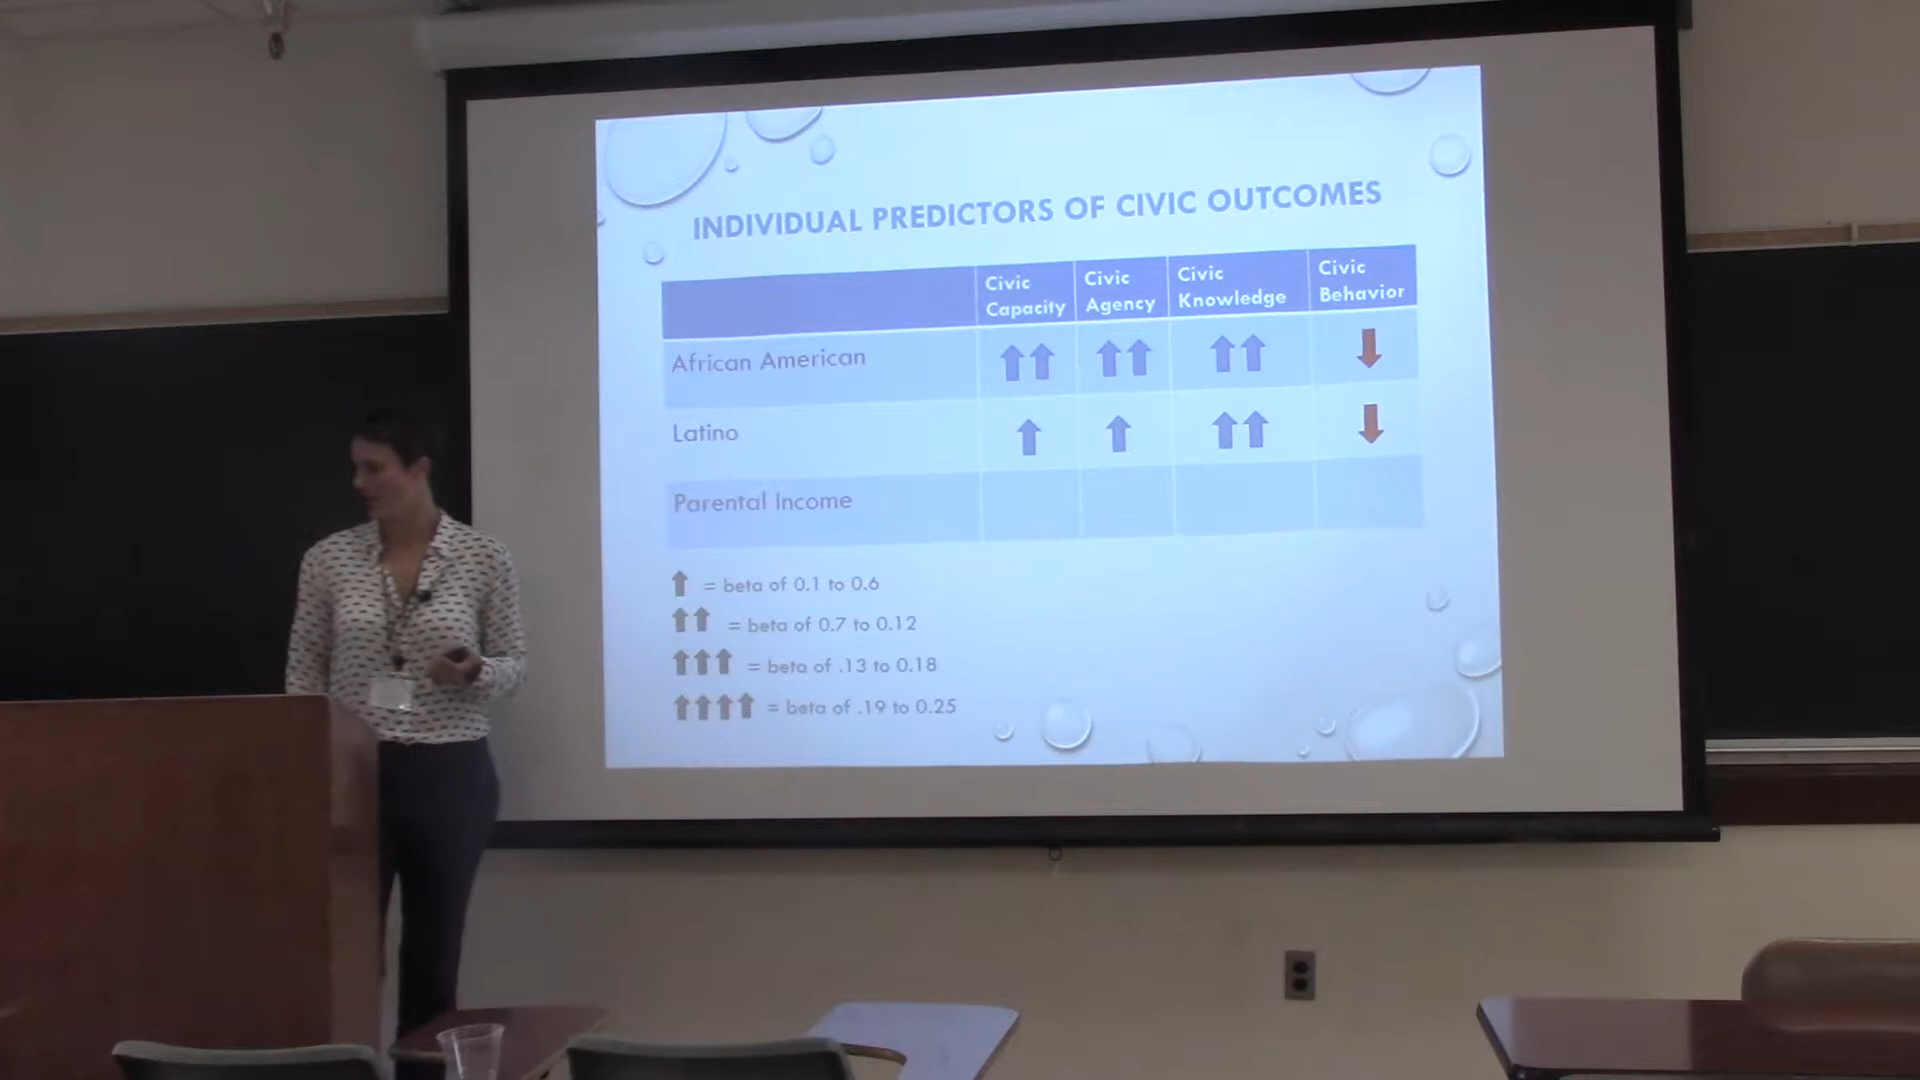 INDIVIDUAL PREDICTORS OF CIVIC OUTCOMES
Civic Capacity
Civic Agency
Civic Knowledge
Civic Behavior
African American
Latino
Parental Income
= beta of 0.1 to 0.6
= beta of 0.7 to 0.12
= beta of .13 to 0.18
= beta of .19 to 0.25